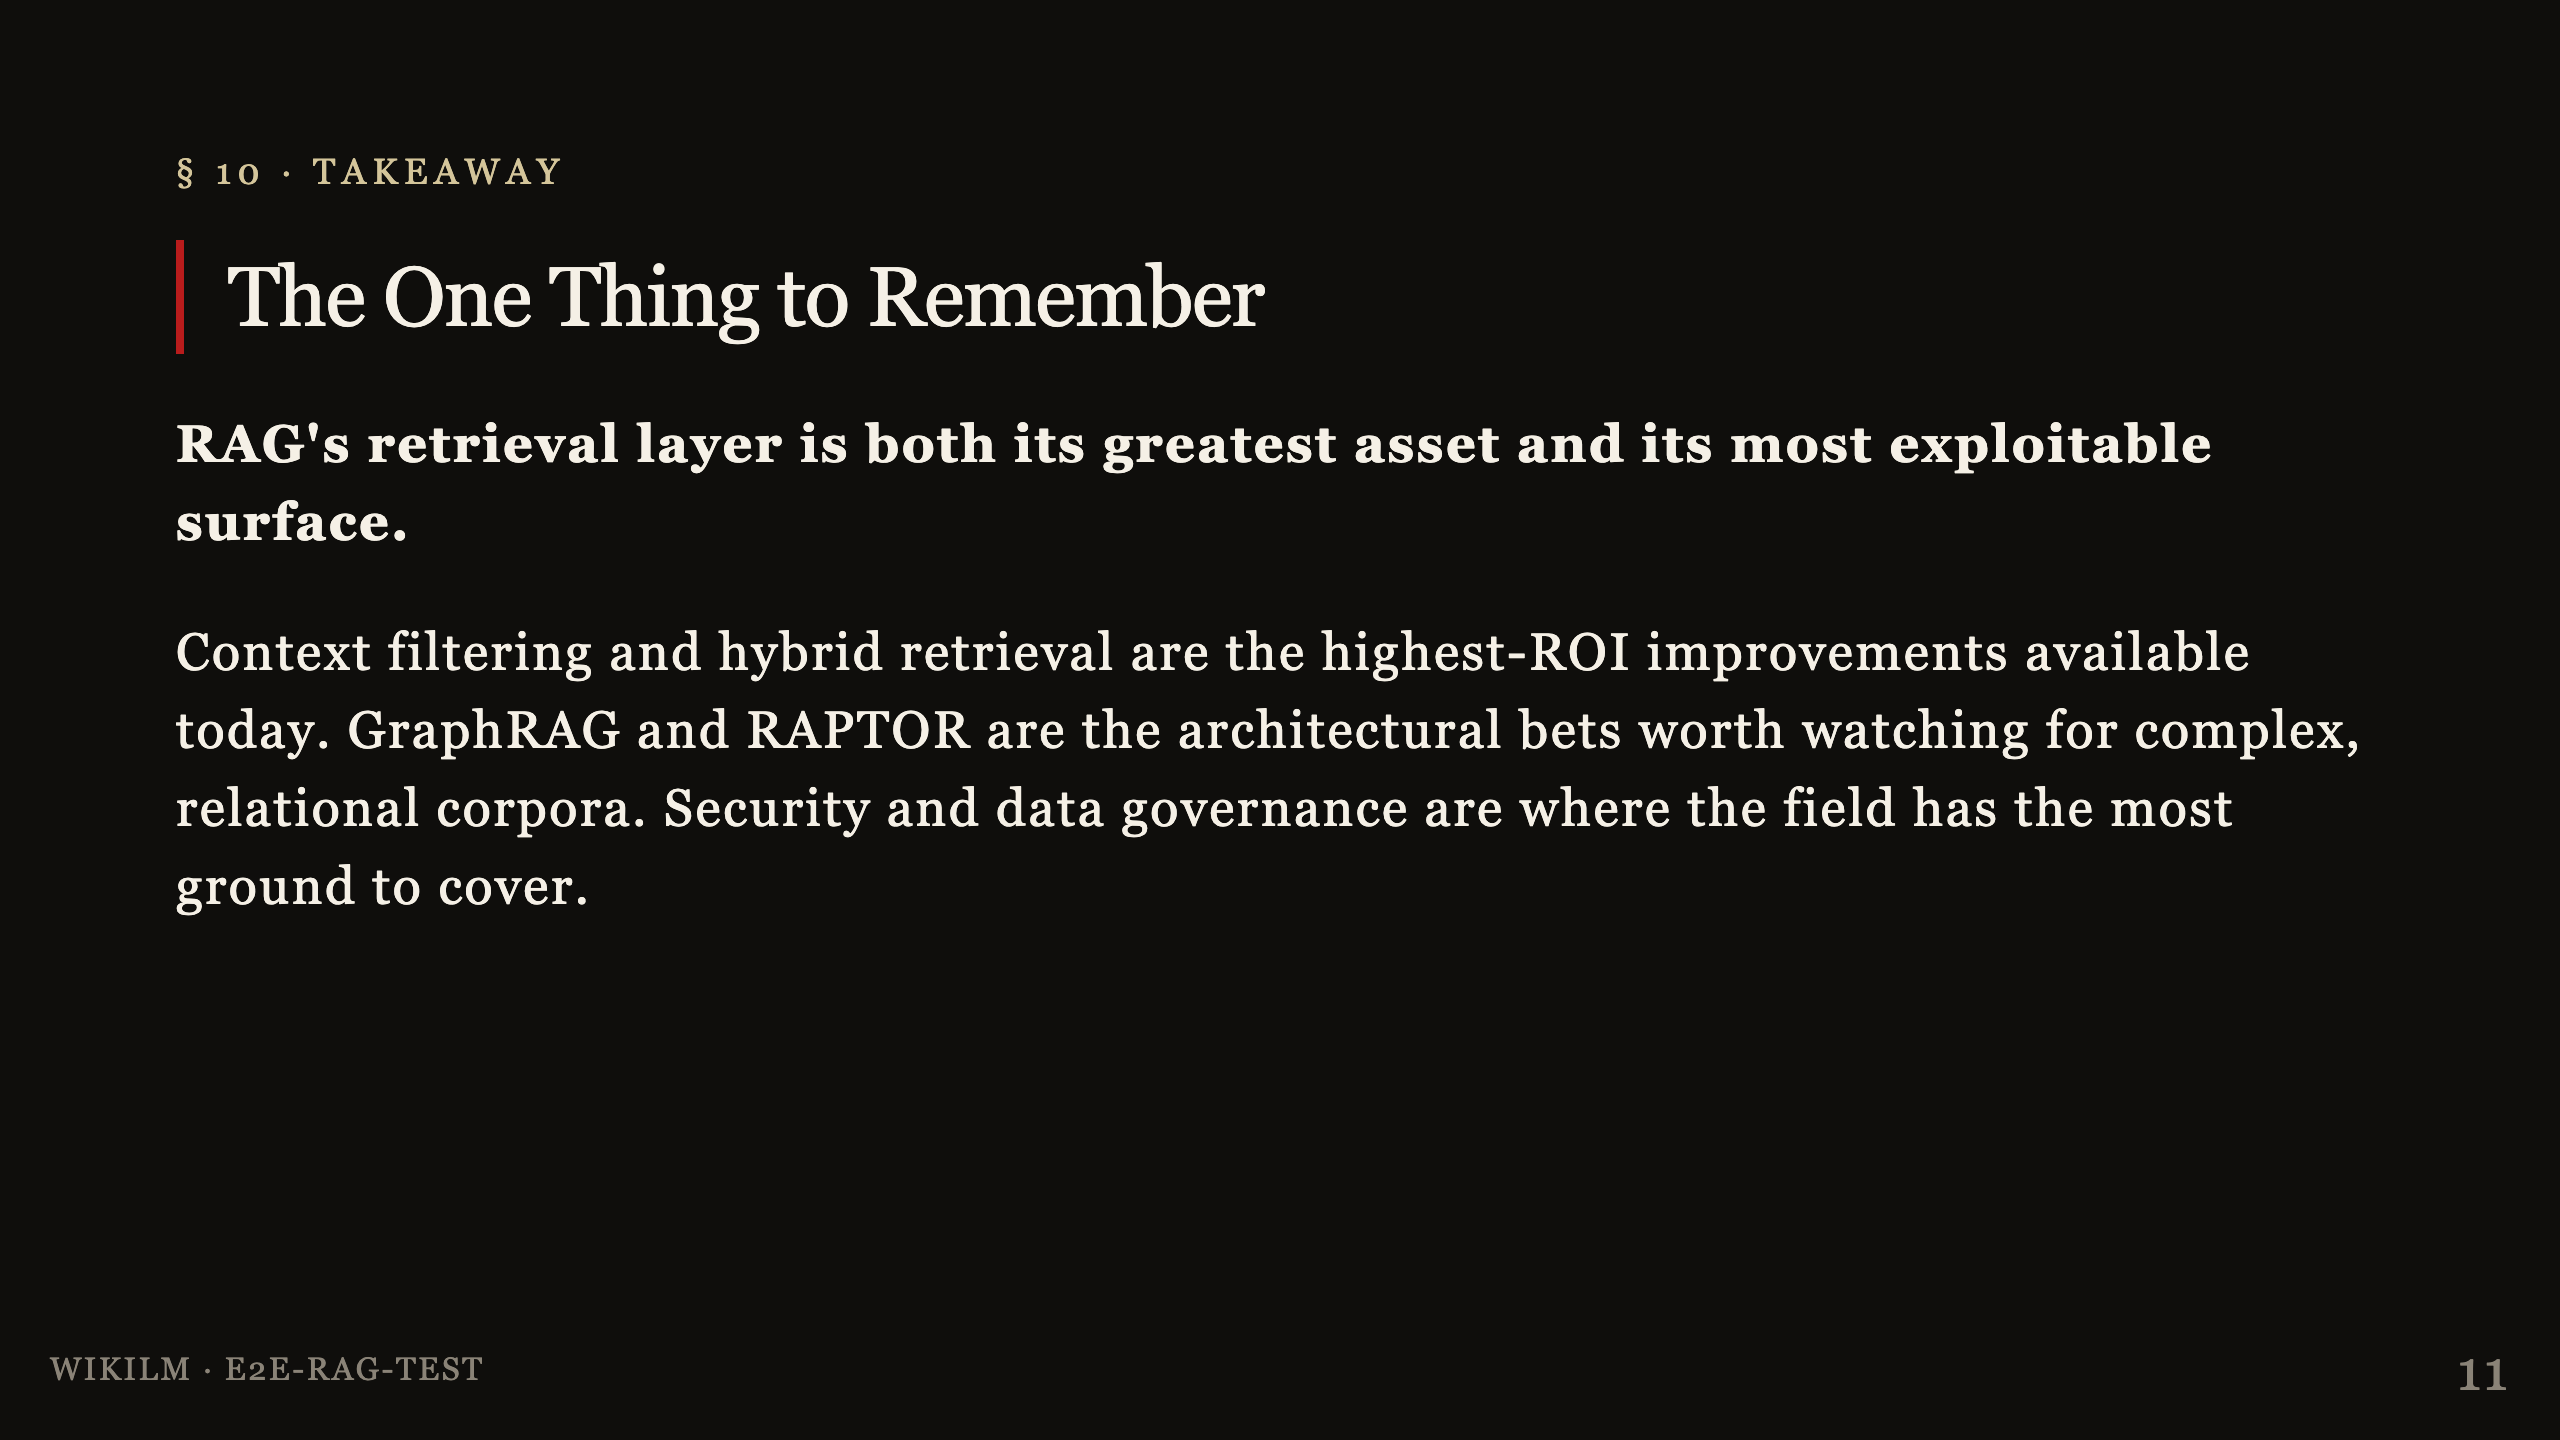 § 10 · TAKEAWAY
The One Thing to Remember
RAG's retrieval layer is both its greatest asset and its most exploitable
surface.
Context filtering and hybrid retrieval are the highest-ROI improvements available
today. GraphRAG and RAPTOR are the architectural bets worth watching for complex,
relational corpora. Security and data governance are where the field has the most
ground to cover.
WIKILM · E2E-RAG-TEST
11